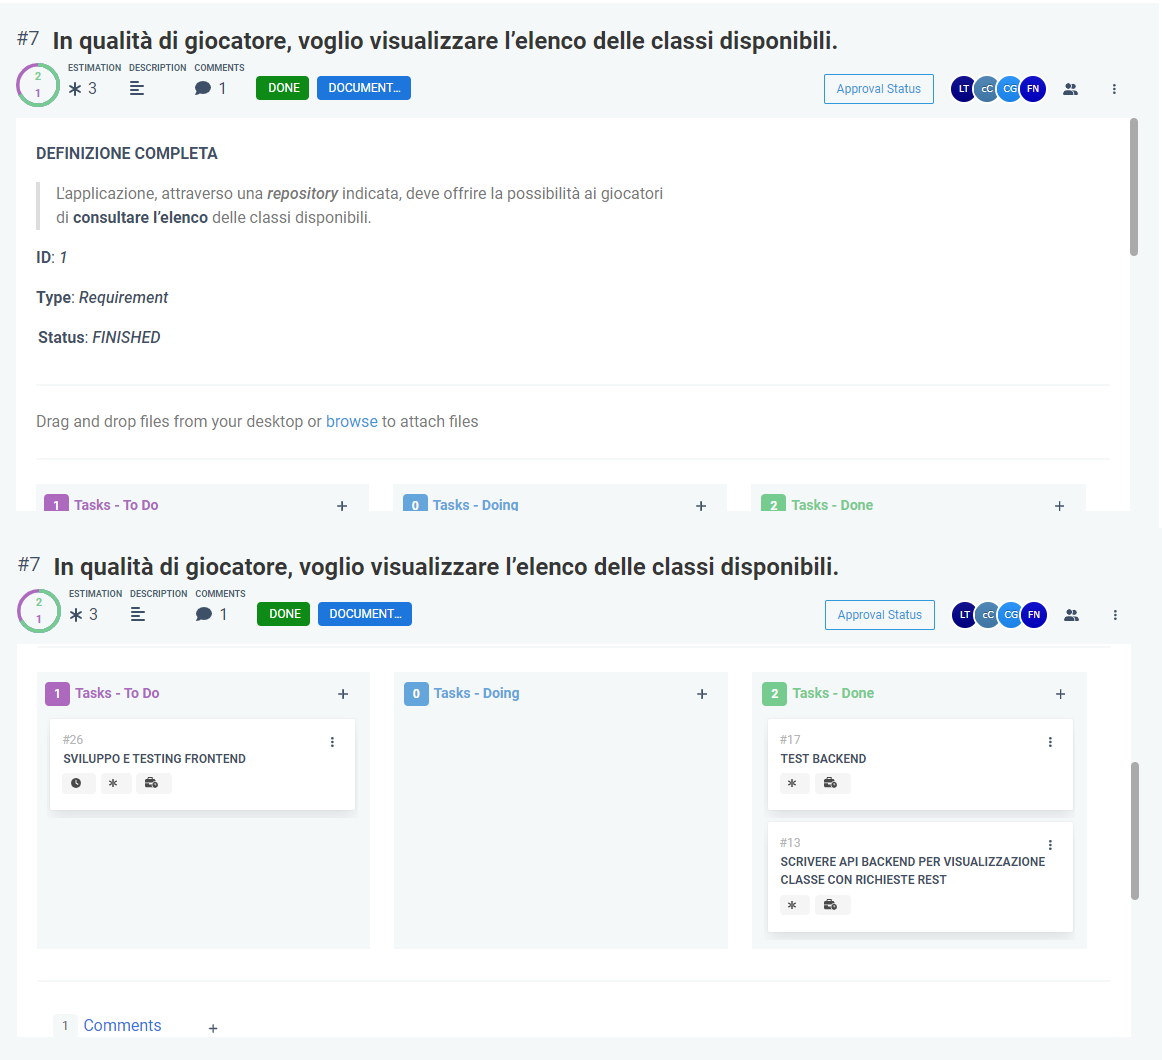 #7 In qualità di giocatore, voglio visualizzare l’elenco delle classi disponibili.
2
1
ESTIMATION DESCRIPTION COMMENTS
3 1
DONE DOCUMENT...
Approval Status
LT cC CG FN
DEFINIZIONE COMPLETA
L'applicazione, attraverso una repository indicata, deve offrire la possibilità ai giocatori
di consultare l’elenco delle classi disponibili.
ID: 1
Type: Requirement
Status: FINISHED
Drag and drop files from your desktop or browse to attach files
1 Tasks - To Do +
0 Tasks - Doing +
2 Tasks - Done +
#7 In qualità di giocatore, voglio visualizzare l’elenco delle classi disponibili.
2
1
ESTIMATION DESCRIPTION COMMENTS
3 1
DONE DOCUMENT...
Approval Status
LT cC CG FN
1 Tasks - To Do +
#26
SVILUPPO E TESTING FRONTEND
0 Tasks - Doing +
2 Tasks - Done +
#17
TEST BACKEND
#13
SCRIVERE API BACKEND PER VISUALIZZAZIONE
CLASSE CON RICHIESTE REST
1 Comments +